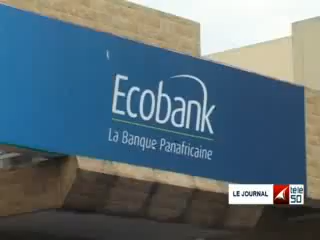 Ecobank
La Banque Panafricaine
LE JOURNAL
télé
50